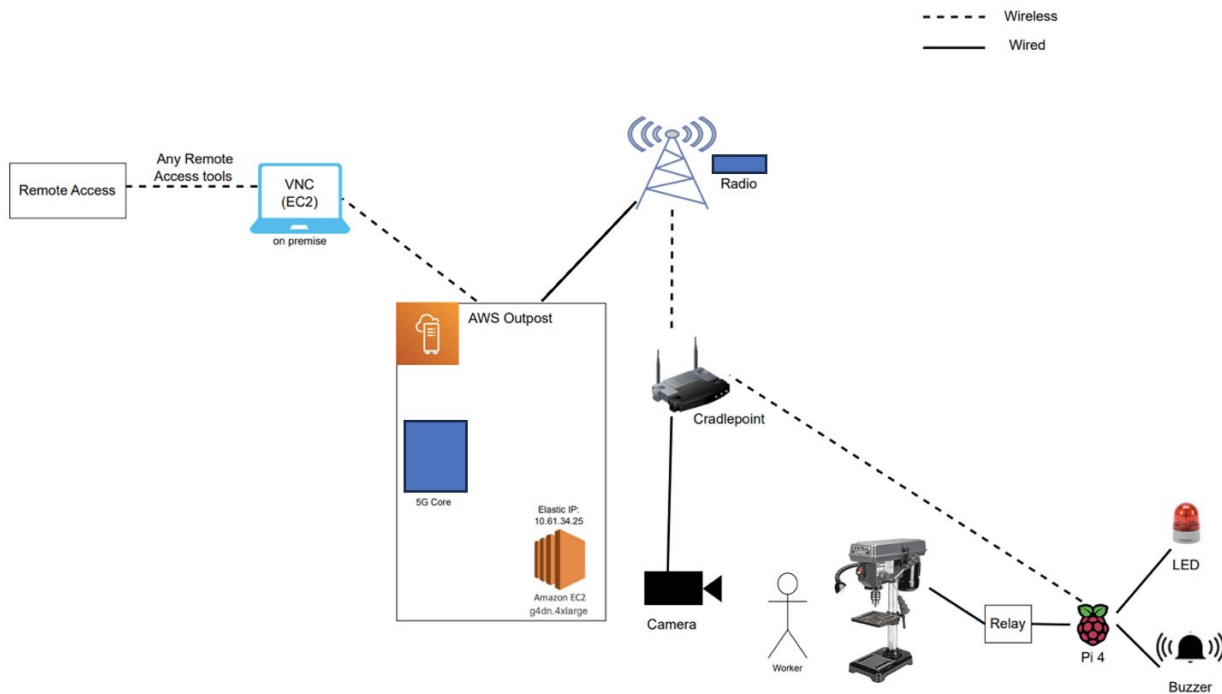 Wireless
Wired
Any Remote
Access tools
Remote Access
VNC
(EC2)
on premise
Radio
AWS Outpost
Cradlepoint
5G Core
Elastic IP:
10.61.34.25
Amazon EC2
g4dn.4xlarge
Camera
Worker
Relay
Pi 4
LED
Buzzer